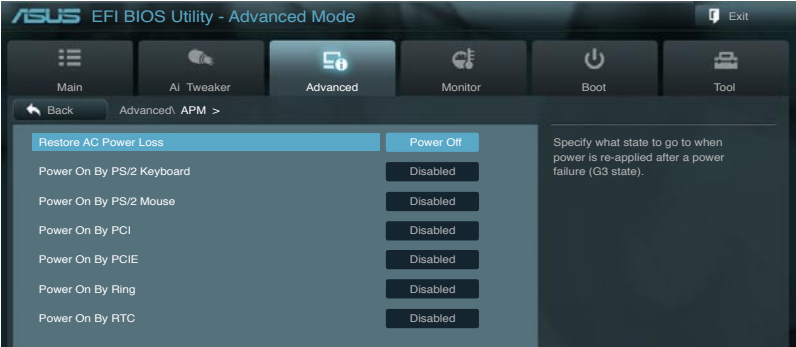 ASUS EFI BIOS Utility - Advanced Mode
Exit
Main
Ai Tweaker
Advanced
Monitor
Boot
Tool
Back
Advanced\ APM >
Restore AC Power Loss Power Off
Power On By PS/2 Keyboard Disabled
Power On By PS/2 Mouse Disabled
Power On By PCI Disabled
Power On By PCIE Disabled
Power On By Ring Disabled
Power On By RTC Disabled
Specify what state to go to when
power is re-applied after a power
failure (G3 state).